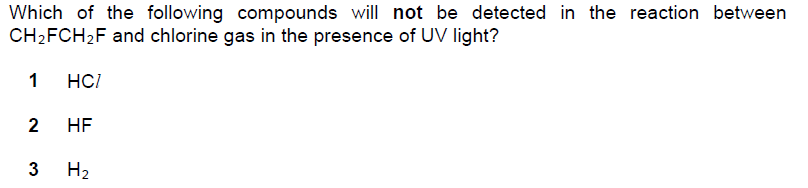 Which of the following compounds will not be detected in the reaction between
CH₂FCH₂F and chlorine gas in the presence of UV light?
1 HCl
2 HF
3 H₂